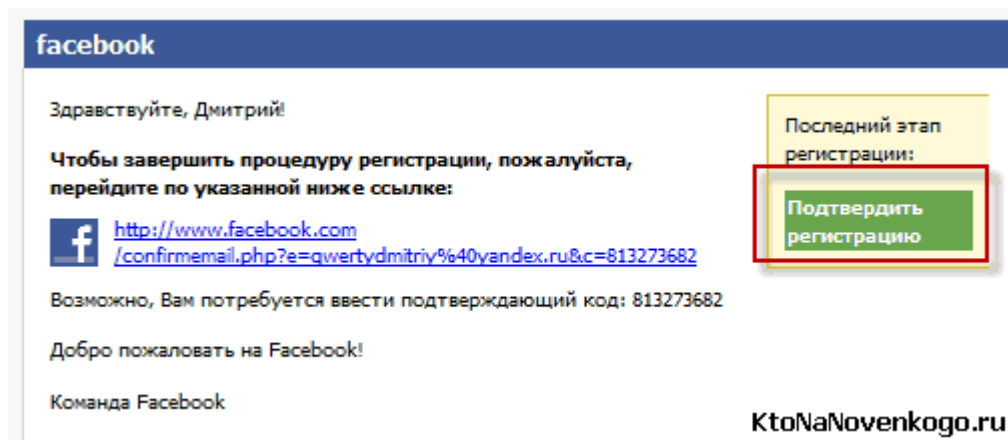 facebook
Здравствуйте, Дмитрий!
Чтобы завершить процедуру регистрации, пожалуйста,
перейдите по указанной ниже ссылке:
http://www.facebook.com
/confirmemail.php?e=qwertydmitriy%40yandex.ru&c=813273682
Возможно, Вам потребуется ввести подтверждающий код: 813273682
Добро пожаловать на Facebook!
Команда Facebook
Последний этап
регистрации:
Подтвердить
регистрацию
KtoNaNovenkogo.ru